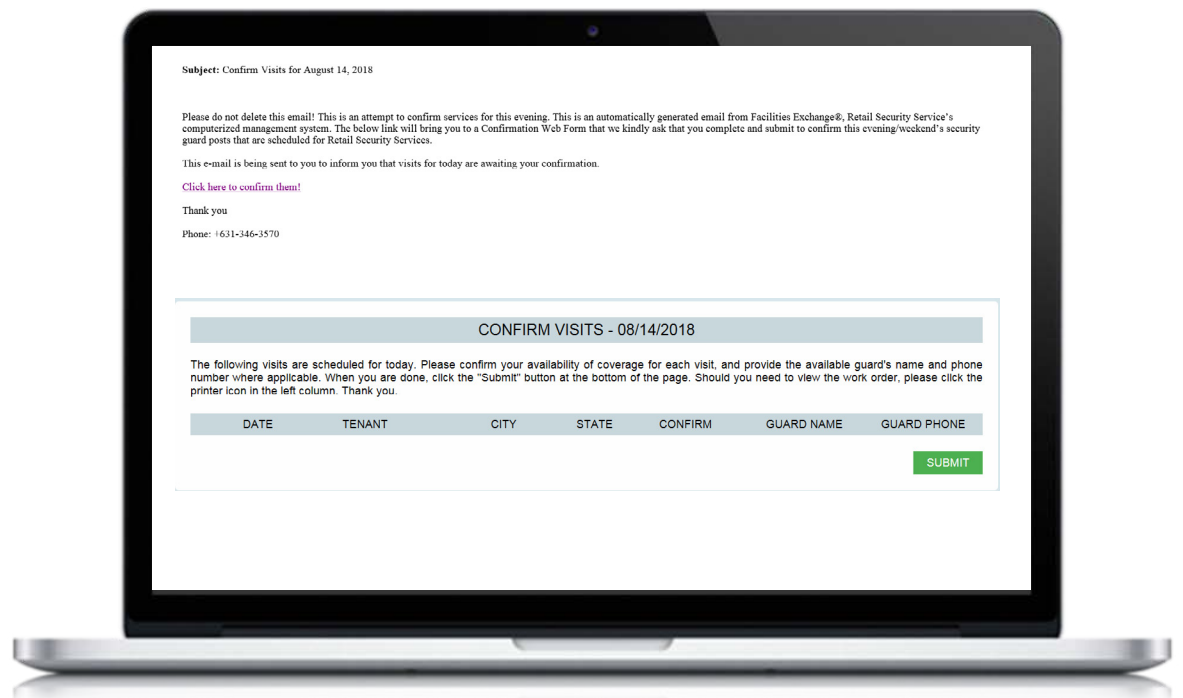 Subject: Confirm Visits for August 14, 2018
Please do not delete this email! This is an attempt to confirm services for this evening. This is an automatically generated email from Facilities Exchange®, Retail Security Service's
computerized management system. The below link will bring you to a Confirmation Web Form that we kindly ask that you complete and submit to confirm this evening/weekend's security
guard posts that are scheduled for Retail Security Services.
This e-mail is being sent to you to inform you that visits for today are awaiting your confirmation.
Click here to confirm them!
Thank you
Phone: +631-346-3570
CONFIRM VISITS - 08/14/2018
The following visits are scheduled for today. Please confirm your availability of coverage for each visit, and provide the available guard's name and phone
number where applicable. When you are done, click the "Submit" button at the bottom of the page. Should you need to view the work order, please click the
printer icon in the left column. Thank you.
DATE TENANT CITY STATE CONFIRM GUARD NAME GUARD PHONE
SUBMIT